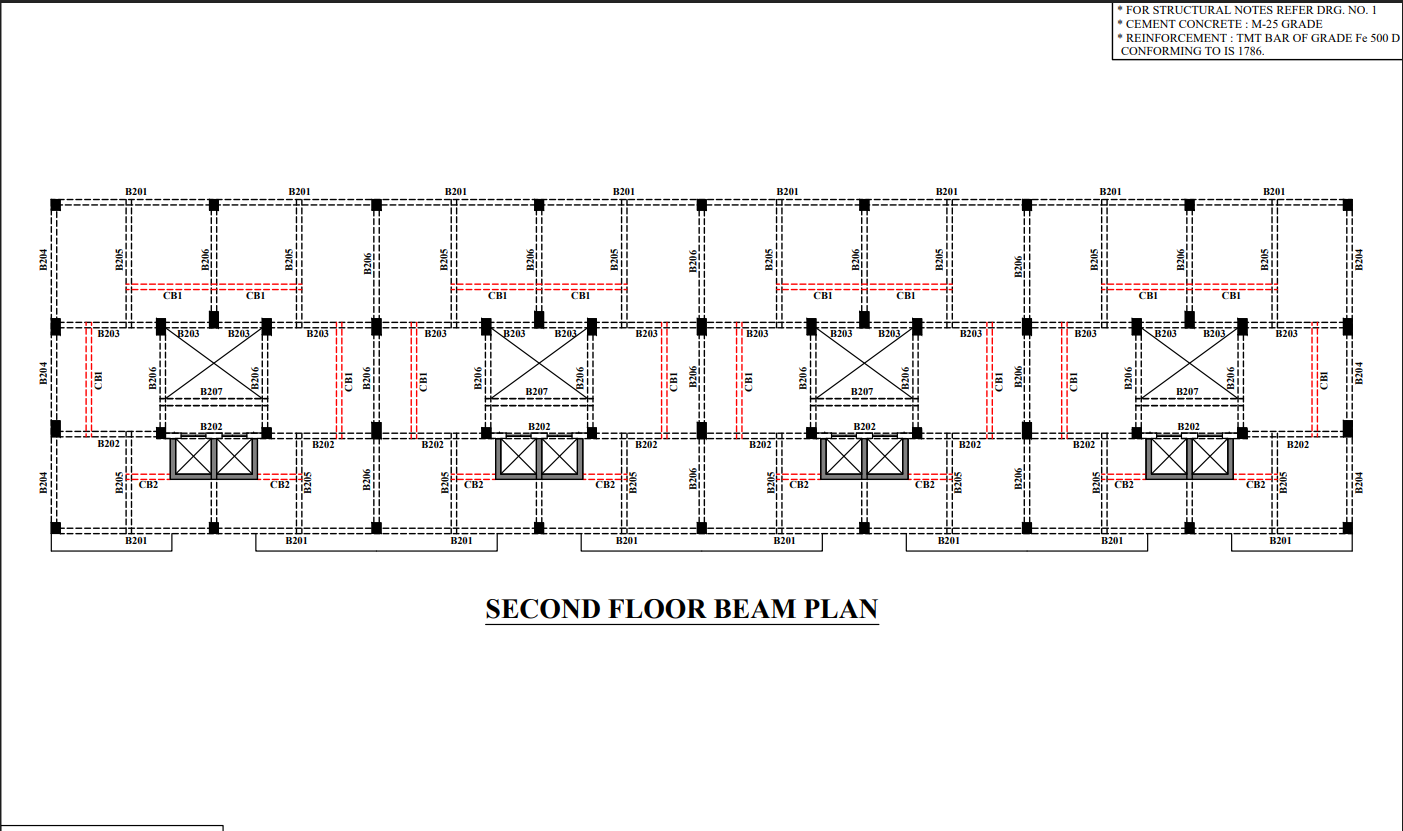 * FOR STRUCTURAL NOTES REFER DRG. NO. 1
* CEMENT CONCRETE : M-25 GRADE
* REINFORCEMENT : TMT BAR OF GRADE Fe 500 D
CONFORMING TO IS 1786.
B201 B201 B201 B201 B201 B201 B201 B201
B204 B205 B206 B205 B206 B205 B206 B205 B206 B205 B206 B205 B206 B205 B206 B205 B204
CB1 CB1 CB1 CB1 CB1 CB1 CB1 CB1
B203 B203 B203 B203 B203 B203 B203 B203 B203 B203 B203 B203 B203 B203 B203 B203
B204 CB1 B206 B206 CB1 B206 CB1 B206 B206 CB1 B206 CB1 B206 B206 CB1 B206 CB1 B206 B206 CB1 B204
B207 B207 B207 B207
B202 B202 B202 B202
B202 B202 B202 B202 B202 B202 B202 B202
B204 B205 B205 B206 B205 B205 B206 B205 B205 B206 B205 B205 B204
CB2 CB2 CB2 CB2 CB2 CB2 CB2 CB2
B201 B201 B201 B201 B201 B201 B201 B201
SECOND FLOOR BEAM PLAN